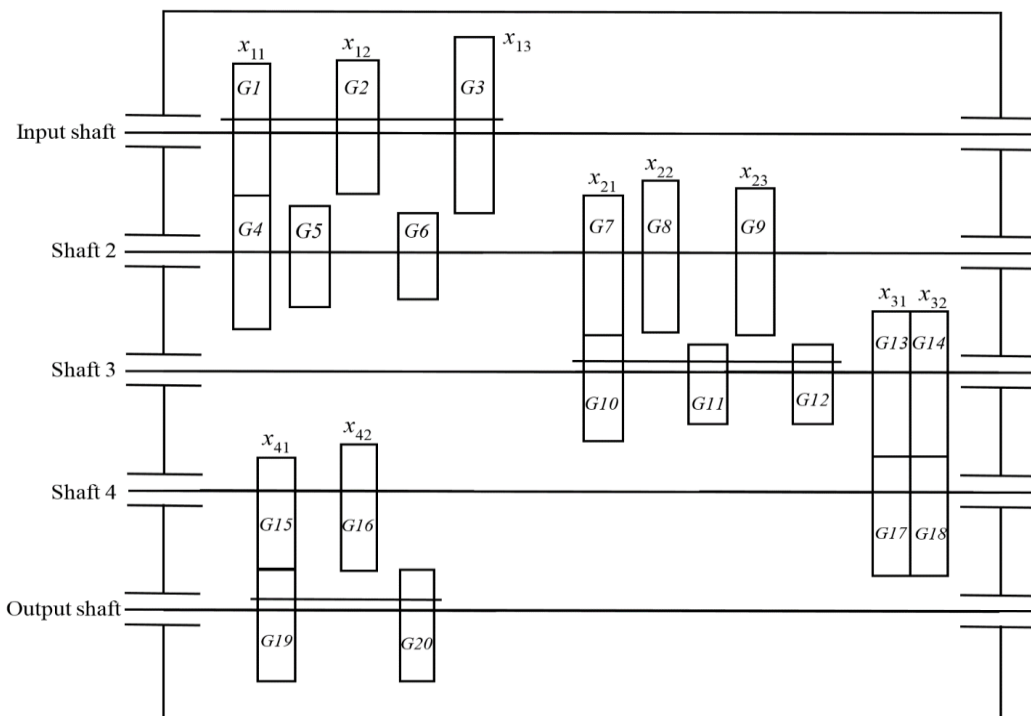 x₁₁ x₁₂ x₁₃
G1 G2 G3
Input shaft
x₂₁ x₂₂ x₂₃
G4 G5 G6 G7 G8 G9
Shaft 2
x₃₁ x₃₂
G13 G14
Shaft 3
G10 G11 G12
x₄₁ x₄₂
Shaft 4
G15 G16 G17 G18
Output shaft
G19 G20